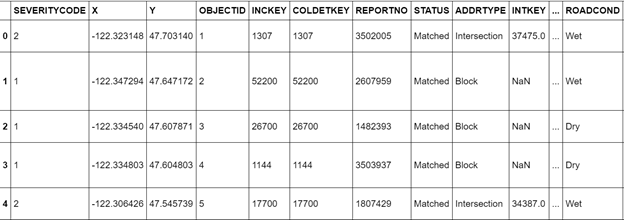 SEVERITYCODE X Y OBJECTID INCKEY COLDETKEY REPORTNO STATUS ADDRTYPE INTKEY ... ROADCOND
0 2 -122.323148 47.703140 1 1307 1307 3502005 Matched Intersection 37475.0 ... Wet
1 1 -122.347294 47.647172 2 52200 52200 2607959 Matched Block NaN ... Wet
2 1 -122.334540 47.607871 3 26700 26700 1482393 Matched Block NaN ... Dry
3 1 -122.334803 47.604803 4 1144 1144 3503937 Matched Block NaN ... Dry
4 2 -122.306426 47.545739 5 17700 17700 1807429 Matched Intersection 34387.0 ... Wet